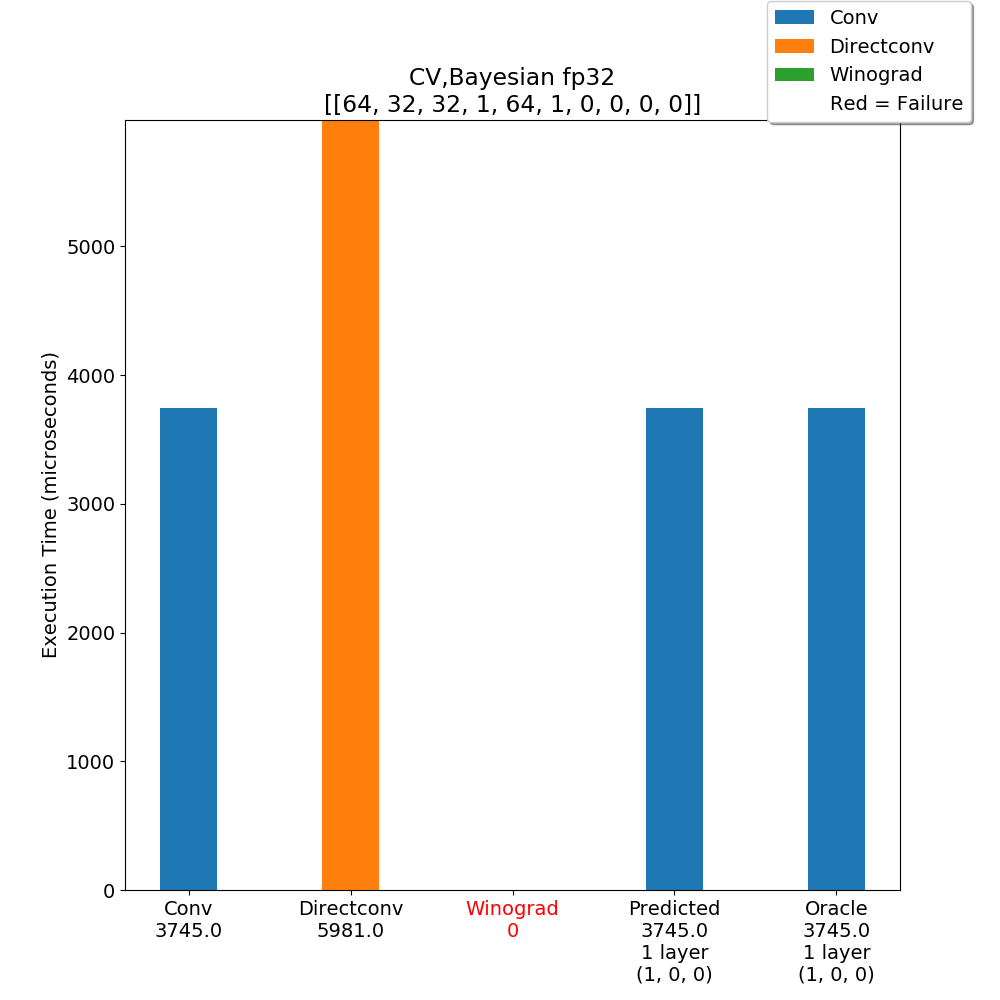 Conv
Directconv
Winograd
Red = Failure
CV,Bayesian fp32
[[64, 32, 32, 1, 64, 1, 0, 0, 0, 0]]
Execution Time (microseconds)
5000
4000
3000
2000
1000
0
Conv
3745.0
Directconv
5981.0
Winograd
0
Predicted
3745.0
1 layer
(1, 0, 0)
Oracle
3745.0
1 layer
(1, 0, 0)